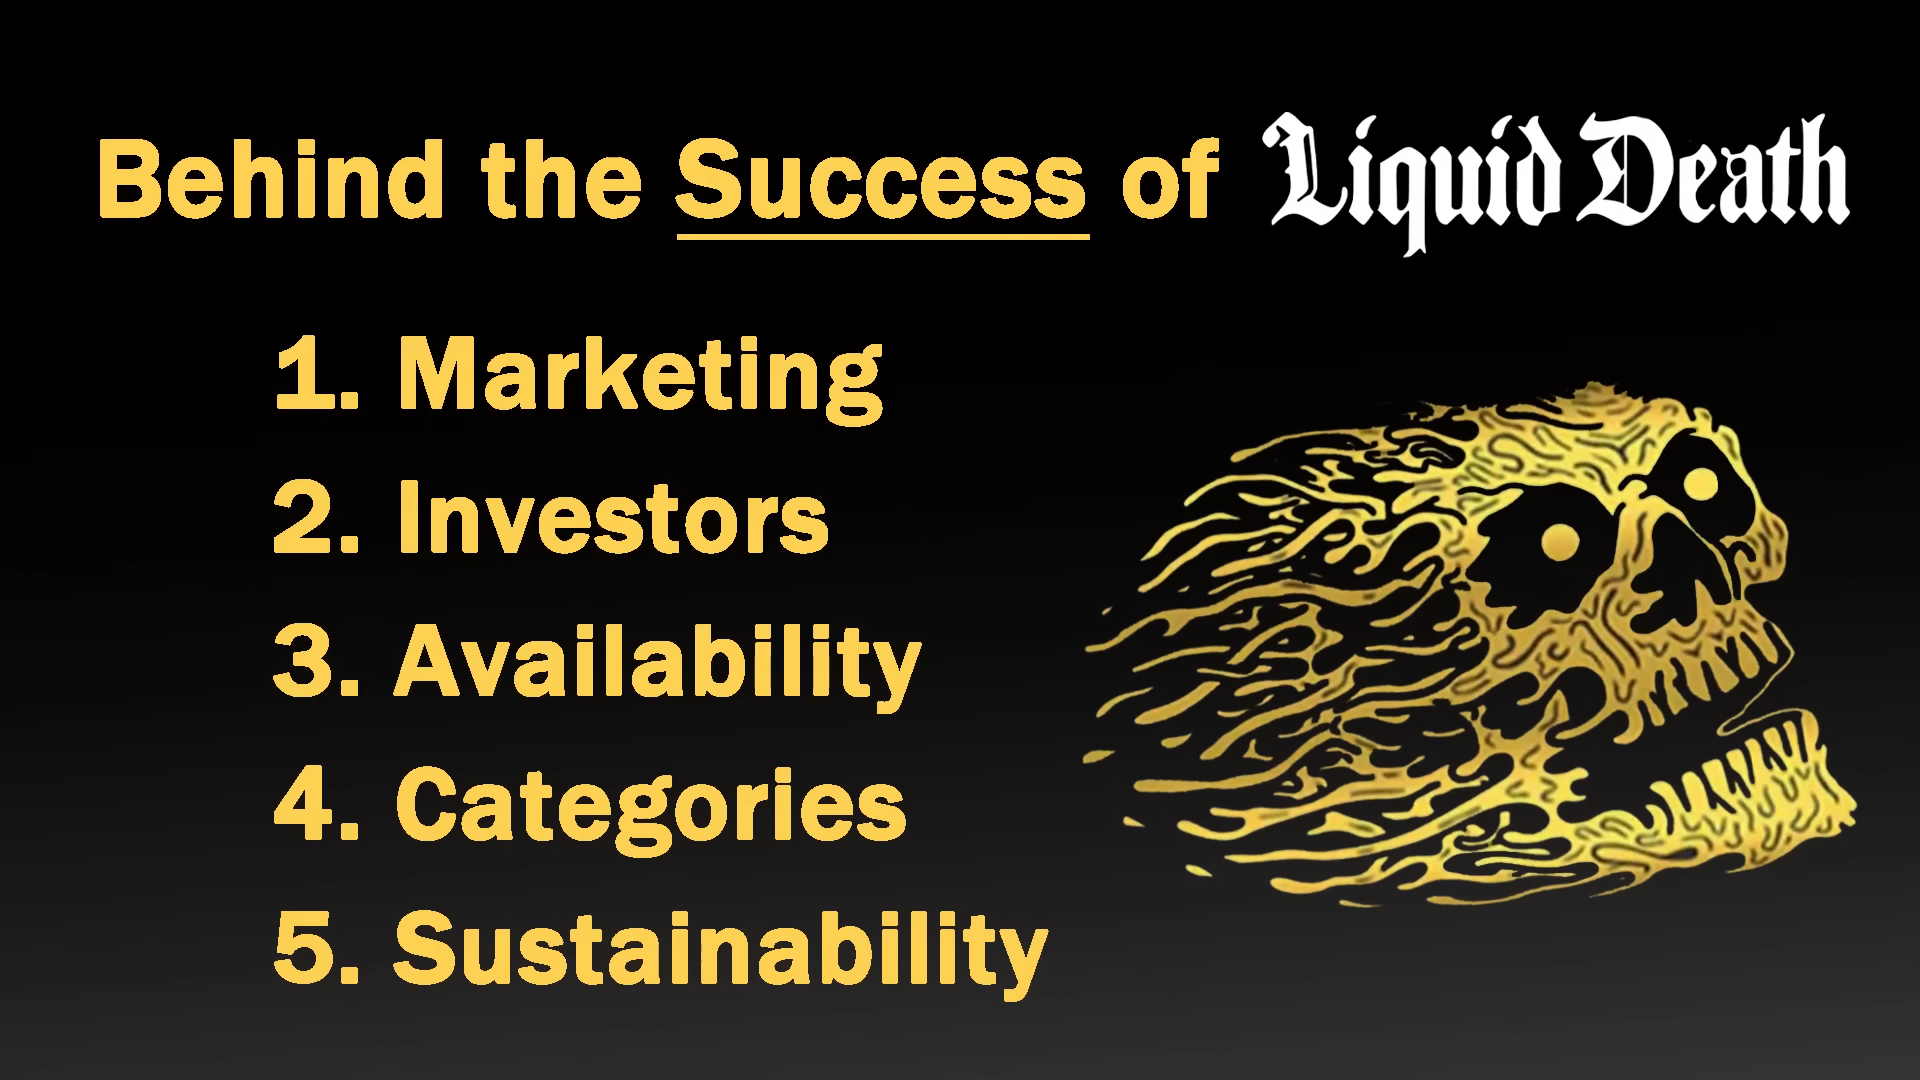 Behind the Success of Liquid Death
1. Marketing
2. Investors
3. Availability
4. Categories
5. Sustainability